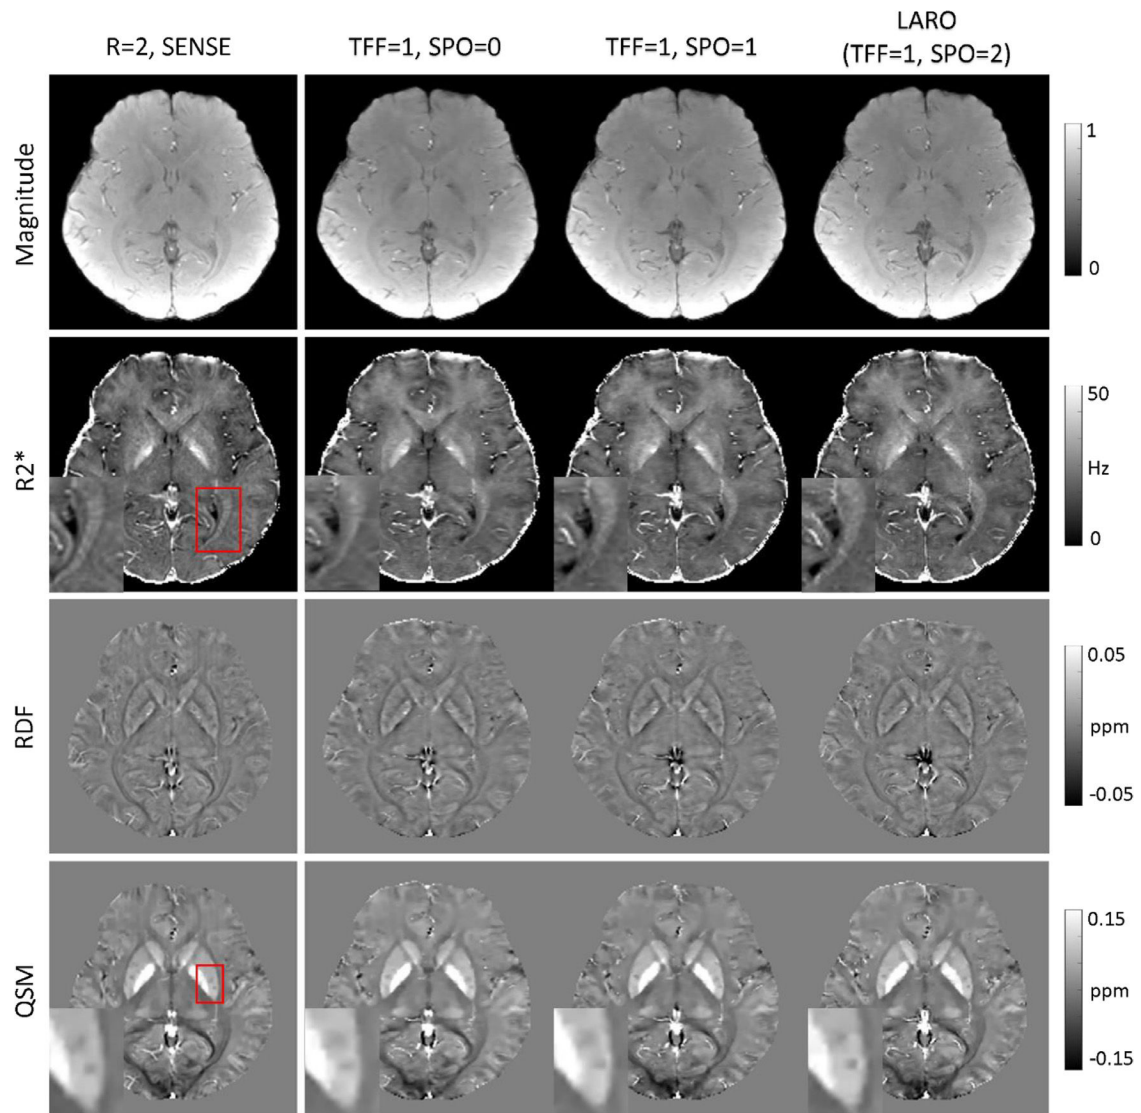 R=2, SENSE
TFF=1, SPO=0
TFF=1, SPO=1
LARO
(TFF=1, SPO=2)
Magnitude
1
0
R2*
50
Hz
0
RDF
0.05
ppm
-0.05
QSM
0.15
ppm
-0.15